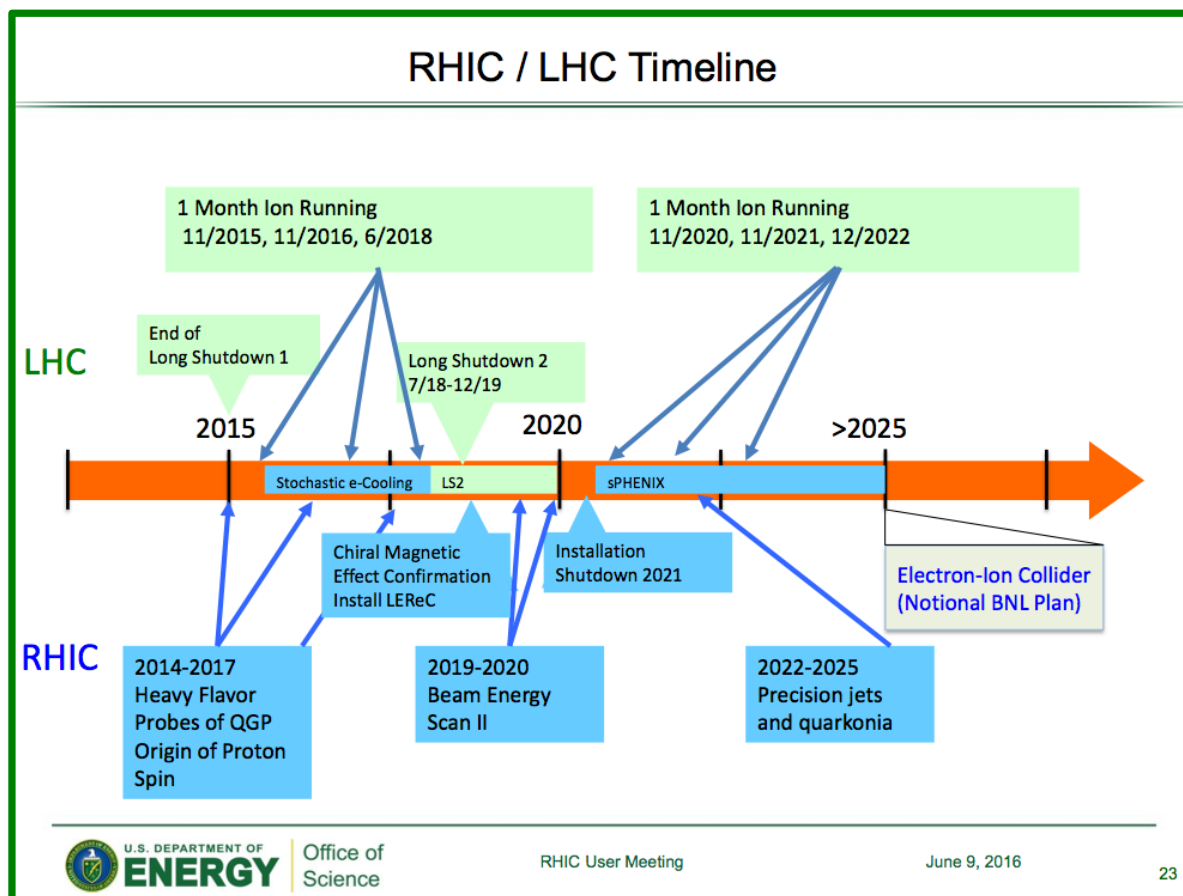 RHIC / LHC Timeline
1 Month Ion Running
11/2015, 11/2016, 6/2018
1 Month Ion Running
11/2020, 11/2021, 12/2022
End of
Long Shutdown 1
LHC
Long Shutdown 2
7/18-12/19
2015
2020
>2025
Stochastic e-Cooling
LS2
sPHENIX
Chiral Magnetic
Effect Confirmation
Install LEReC
Installation
Shutdown 2021
Electron-Ion Collider
(Notional BNL Plan)
RHIC
2014-2017
Heavy Flavor
Probes of QGP
Origin of Proton
Spin
2019-2020
Beam Energy
Scan II
2022-2025
Precision jets
and quarkonia
U.S. DEPARTMENT OF
ENERGY
Office of
Science
RHIC User Meeting
June 9, 2016
23